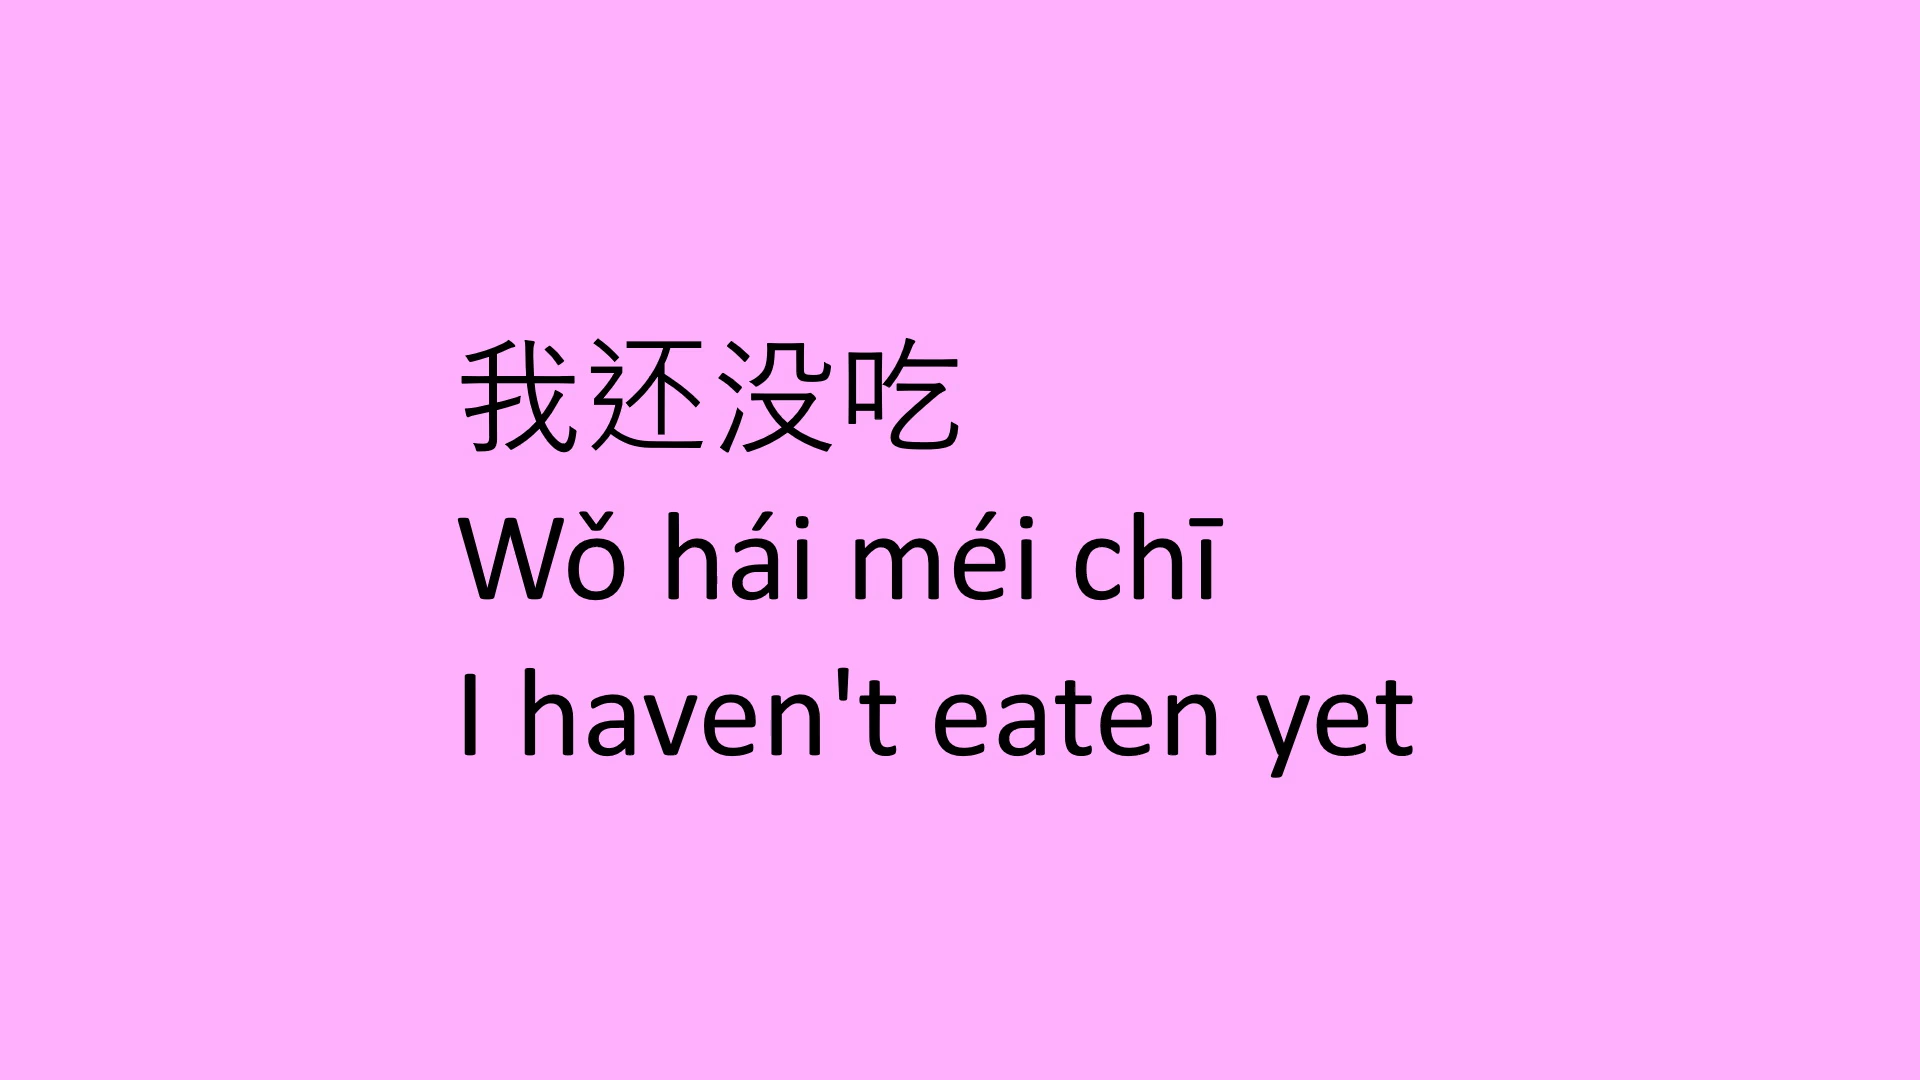 我还没吃
Wǒ hái méi chī
I haven't eaten yet